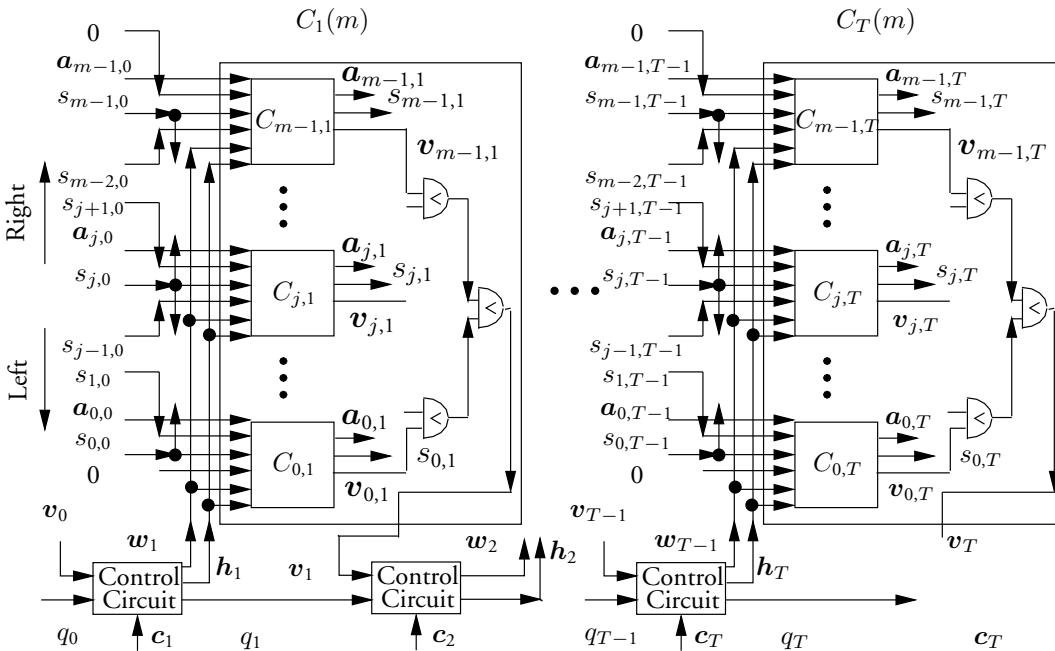 C_1(m)
0
a_{m−1,0}
s_{m−1,0}
s_{m−2,0}
s_{j+1,0}
a_{j,0}
s_{j,0}
s_{j−1,0}
s_{1,0}
a_{0,0}
s_{0,0}
0
Right
Left
C_{m−1,1}
a_{m−1,1}
s_{m−1,1}
v_{m−1,1}
<
C_{j,1}
a_{j,1}
s_{j,1}
v_{j,1}
<
C_{0,1}
a_{0,1}
s_{0,1}
v_{0,1}
<
v_0
w_1
h_1
Control
Circuit
q_0
c_1
q_1
v_1
w_2
h_2
Control
Circuit
c_2
C_T(m)
0
a_{m−1,T−1}
s_{m−1,T−1}
s_{m−2,T−1}
s_{j+1,T−1}
a_{j,T−1}
s_{j,T−1}
s_{j−1,T−1}
s_{1,T−1}
a_{0,T−1}
s_{0,T−1}
0
C_{m−1,T}
a_{m−1,T}
s_{m−1,T}
v_{m−1,T}
<
C_{j,T}
a_{j,T}
s_{j,T}
v_{j,T}
<
C_{0,T}
a_{0,T}
s_{0,T}
v_{0,T}
<
v_{T−1}
w_{T−1}
h_T
v_T
Control
Circuit
q_{T−1}
c_T
q_T
c_T